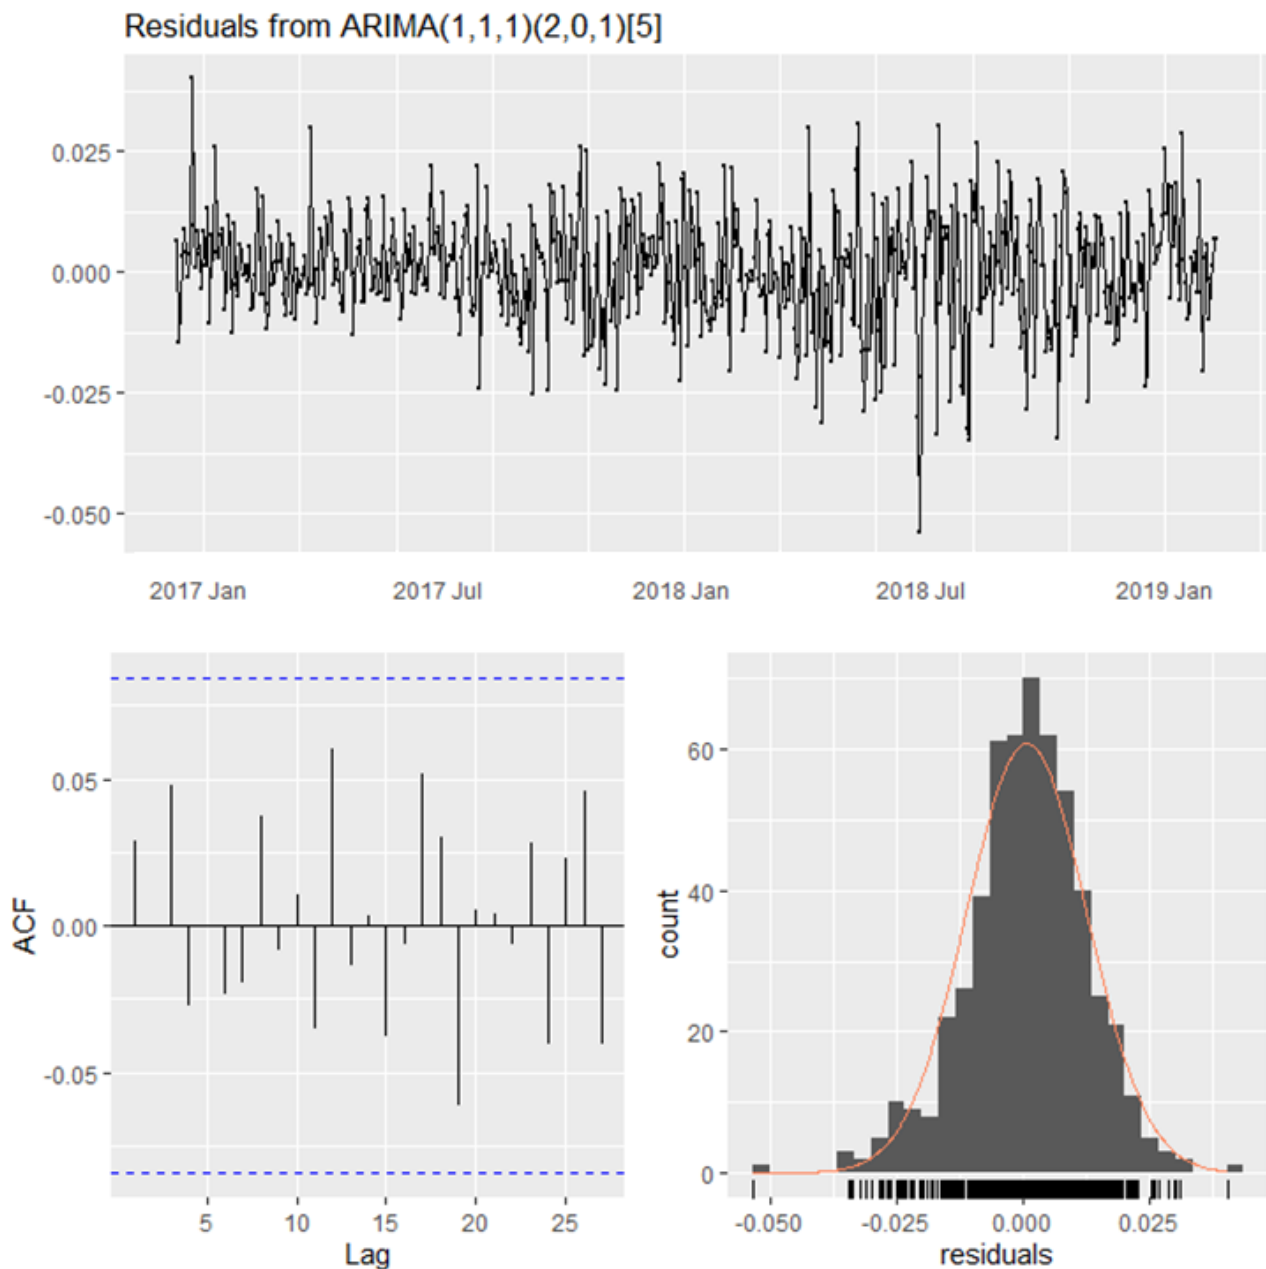 Residuals from ARIMA(1,1,1)(2,0,1)[5]
0.025
0.000
-0.025
-0.050
2017 Jan 2017 Jul 2018 Jan 2018 Jul 2019 Jan
0.05
0.00
-0.05
ACF
5 10 15 20 25
Lag
60
40
20
0
count
-0.050 -0.025 0.000 0.025
residuals